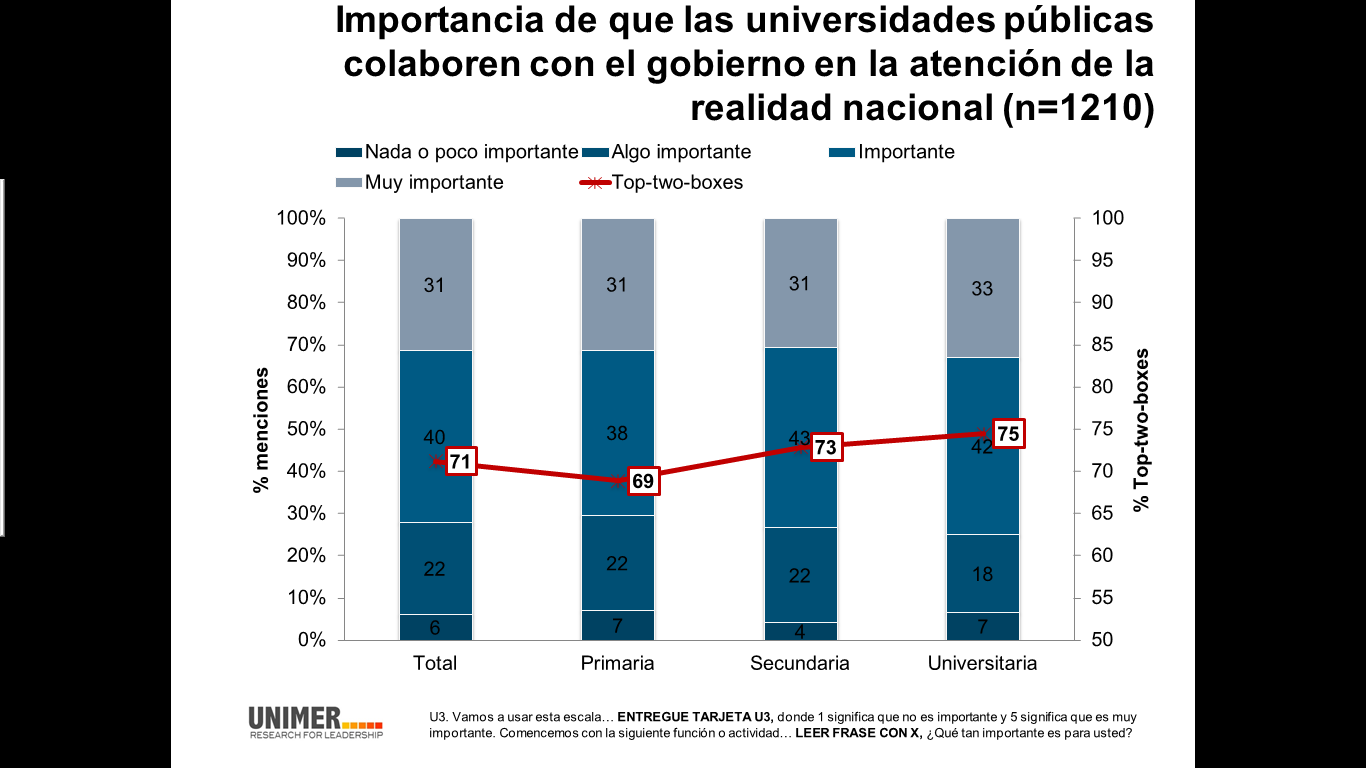 Importancia de que las universidades públicas
colaboren con el gobierno en la atención de la
realidad nacional (n=1210)
Nada o poco importante Algo importante Importante
Muy importante Top-two-boxes
100% 100
90% 95
80% 90
70% 85
60% 80
50% 75
40% 70
30% 65
20% 60
10% 55
0% 50
% menciones
% Top-two-boxes
31 31 31 33
40 38 43 42
71 69 73 75
22 22 22 18
6 7 4 7
Total Primaria Secundaria Universitaria
UNIMER
RESEARCH FOR LEADERSHIP
U3. Vamos a usar esta escala… ENTREGUE TARJETA U3, donde 1 significa que no es importante y 5 significa que es muy
importante. Comencemos con la siguiente función o actividad… LEER FRASE CON X, ¿Qué tan importante es para usted?